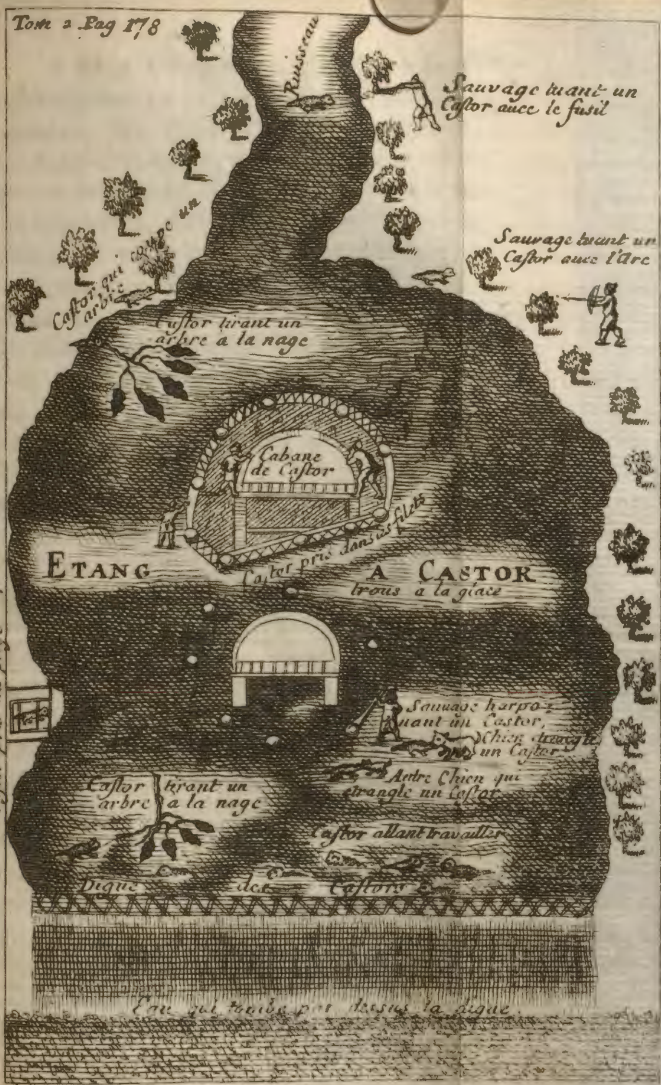 Tom 2 Pag 178
Ruisseau
Sauvage tuant un
Castor avec le fusil
Sauvage tuant un
Castor avec l'Arc
Castor qui coupe un
arbre
Castor tirant un
arbre a la nage
Cabane
de Castor
Castor pris dans les filets
ETANG A CASTOR
trous a la glace
Sauvage harpo=
nant un Castor,
Chien
un Castor
Autre Chien qui
etrangle un Castor
Castor tirant un
arbre a la nage
Castor allant travailler
Digue des Castors
Eau qui tombe par dessus la digue